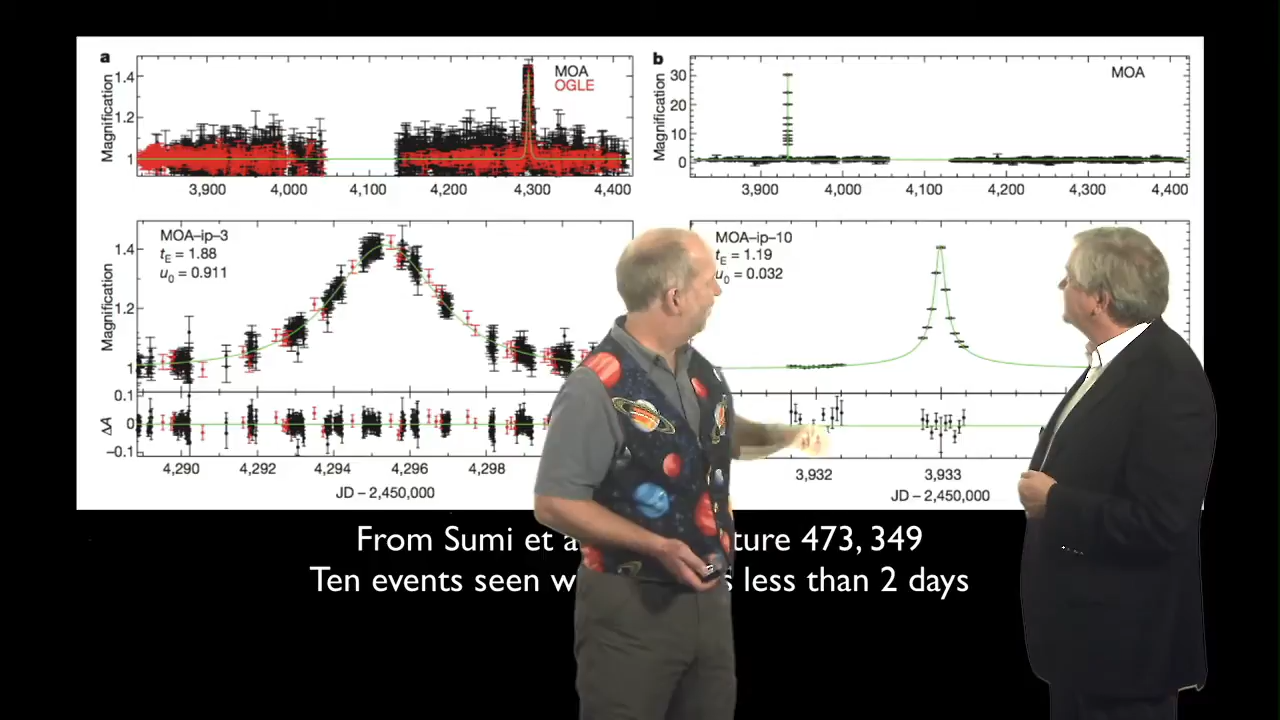 a
b
MOA
OGLE
MOA
Magnification
1.4
1.2
1
3,900 4,000 4,100 4,200 4,300 4,400
Magnification
30
20
10
0
3,900 4,000 4,100 4,200 4,300 4,400
MOA–ip–3
tE = 1.88
u0 = 0.911
Magnification
1.4
1.2
1
ΔA
0.1
0
–0.1
4,290 4,292 4,294 4,296 4,298
JD – 2,450,000
MOA–ip–10
tE = 1.19
u0 = 0.032
3,932 3,933
JD – 2,450,000
From Sumi et 473, 349
Ten events seen less than 2 days